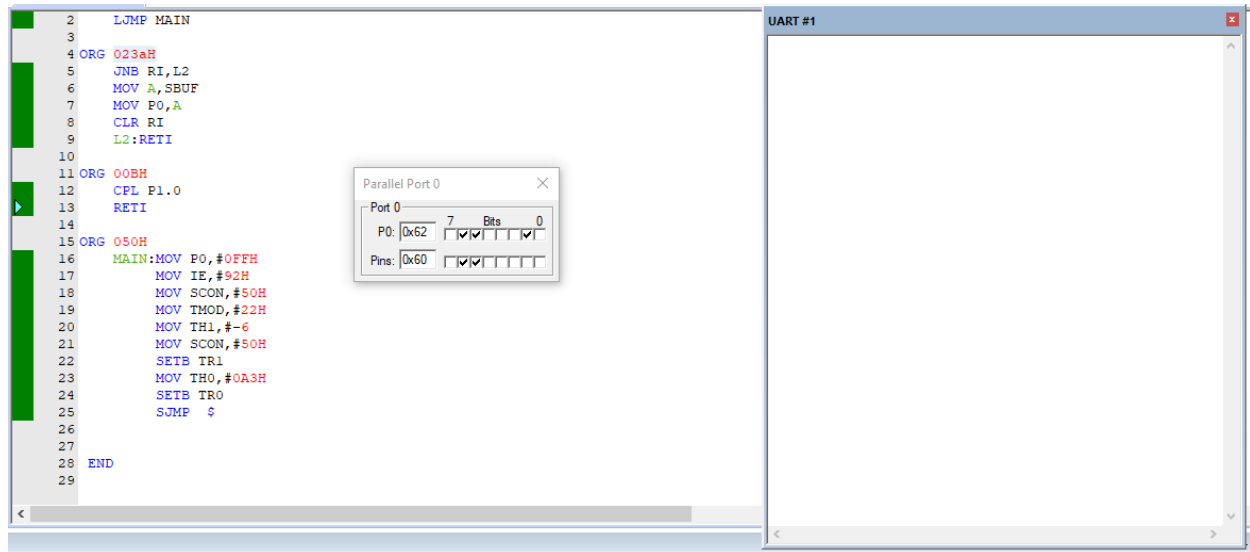 2 LJMP MAIN
3
4 ORG 023aH
5 JNB RI,L2
6 MOV A,SBUF
7 MOV P0,A
8 CLR RI
9 L2:RETI
10
11 ORG 00BH
12 CPL P1.0
13 RETI
14
15 ORG 050H
16 MAIN:MOV P0,#0FFH
17 MOV IE,#92H
18 MOV SCON,#50H
19 MOV TMOD,#22H
20 MOV TH1,#-6
21 MOV SCON,#50H
22 SETB TR1
23 MOV TH0,#0A3H
24 SETB TR0
25 SJMP $
26
27
28 END
29
Parallel Port 0
Port 0
7 Bits 0
P0: 0x62
Pins: 0x60
UART #1